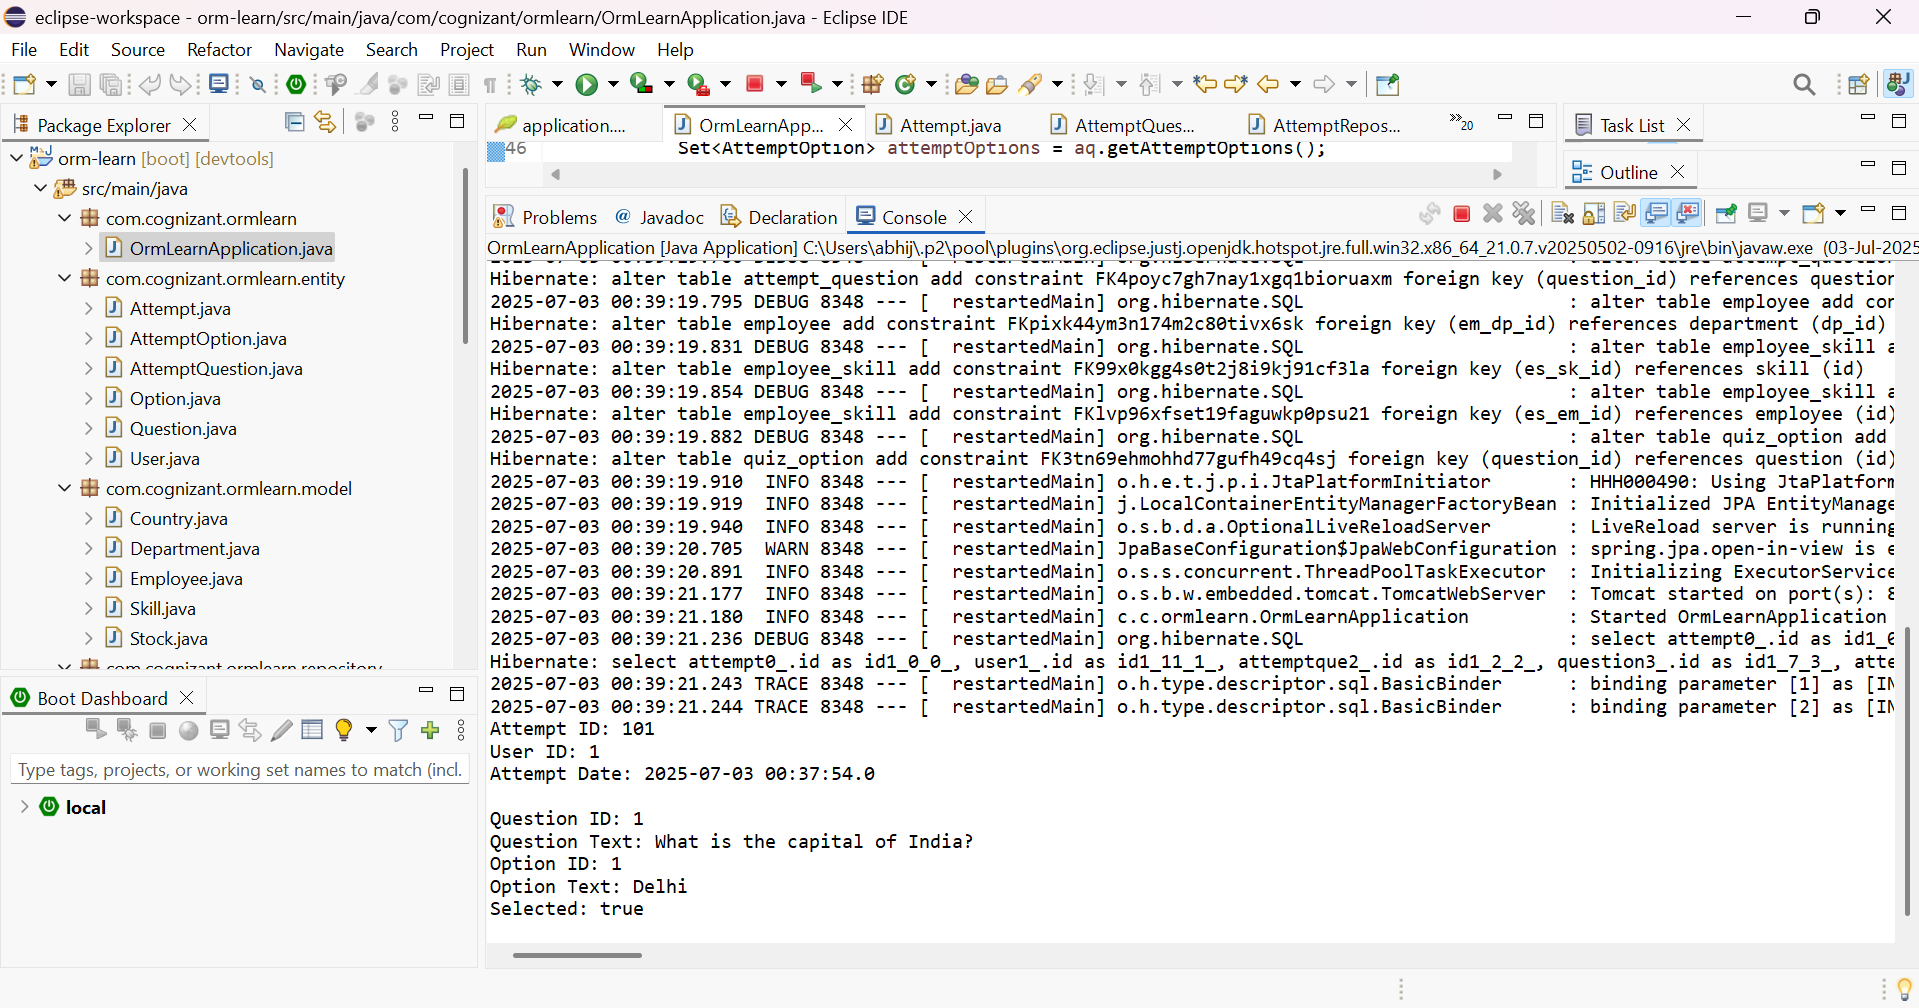 eclipse-workspace - orm-learn/src/main/java/com/cognizant/ormlearn/OrmLearnApplication.java - Eclipse IDE
File Edit Source Refactor Navigate Search Project Run Window Help
Package Explorer
orm-learn [boot] [devtools]
src/main/java
com.cognizant.ormlearn
OrmLearnApplication.java
com.cognizant.ormlearn.entity
Attempt.java
AttemptOption.java
AttemptQuestion.java
Option.java
Question.java
User.java
com.cognizant.ormlearn.model
Country.java
Department.java
Employee.java
Skill.java
Stock.java
com.cognizant.ormlearn.repository
Boot Dashboard
Type tags, projects, or working set names to match (incl.
local
application.... OrmLearnApp... Attempt.java AttemptQues... AttemptRepos... »20
46 Set<AttemptOption> attemptOptions = aq.getAttemptOptions();
Task List
Outline
Problems Javadoc Declaration Console
OrmLearnApplication [Java Application] C:\Users\abhij\.p2\pool\plugins\org.eclipse.justj.openjdk.hotspot.jre.full.win32.x86_64_21.0.7.v20250502-0916\jre\bin\javaw.exe (03-Jul-2025
Hibernate: alter table attempt_question add constraint FK4poyc7gh7nay1xgq1bioruaxm foreign key (question_id) references question
2025-07-03 00:39:19.795 DEBUG 8348 --- [ restartedMain] org.hibernate.SQL : alter table employee add con
Hibernate: alter table employee add constraint FKpixk44ym3n174m2c80tivx6sk foreign key (em_dp_id) references department (dp_id)
2025-07-03 00:39:19.831 DEBUG 8348 --- [ restartedMain] org.hibernate.SQL : alter table employee_skill a
Hibernate: alter table employee_skill add constraint FK99x0kgg4s0t2j8i9kj91cf3la foreign key (es_sk_id) references skill (id)
2025-07-03 00:39:19.854 DEBUG 8348 --- [ restartedMain] org.hibernate.SQL : alter table employee_skill a
Hibernate: alter table employee_skill add constraint FKlvp96xfset19faguwkp0psu21 foreign key (es_em_id) references employee (id)
2025-07-03 00:39:19.882 DEBUG 8348 --- [ restartedMain] org.hibernate.SQL : alter table quiz_option add
Hibernate: alter table quiz_option add constraint FK3tn69ehmohhd77gufh49cq4sj foreign key (question_id) references question (id)
2025-07-03 00:39:19.910 INFO 8348 --- [ restartedMain] o.h.e.t.j.p.i.JtaPlatformInitiator : HHH000490: Using JtaPlatform
2025-07-03 00:39:19.919 INFO 8348 --- [ restartedMain] j.LocalContainerEntityManagerFactoryBean : Initialized JPA EntityManage
2025-07-03 00:39:19.940 INFO 8348 --- [ restartedMain] o.s.b.d.a.OptionalLiveReloadServer : LiveReload server is running
2025-07-03 00:39:20.705 WARN 8348 --- [ restartedMain] JpaBaseConfiguration$JpaWebConfiguration : spring.jpa.open-in-view is e
2025-07-03 00:39:20.891 INFO 8348 --- [ restartedMain] o.s.s.concurrent.ThreadPoolTaskExecutor : Initializing ExecutorService
2025-07-03 00:39:21.177 INFO 8348 --- [ restartedMain] o.s.b.w.embedded.tomcat.TomcatWebServer : Tomcat started on port(s): 8
2025-07-03 00:39:21.180 INFO 8348 --- [ restartedMain] c.c.ormlearn.OrmLearnApplication : Started OrmLearnApplication
2025-07-03 00:39:21.236 DEBUG 8348 --- [ restartedMain] org.hibernate.SQL : select attempt0_.id as id1_0
Hibernate: select attempt0_.id as id1_0_0_, user1_.id as id1_11_1_, attemptque2_.id as id1_2_2_, question3_.id as id1_7_3_, atte
2025-07-03 00:39:21.243 TRACE 8348 --- [ restartedMain] o.h.type.descriptor.sql.BasicBinder : binding parameter [1] as [IN
2025-07-03 00:39:21.244 TRACE 8348 --- [ restartedMain] o.h.type.descriptor.sql.BasicBinder : binding parameter [2] as [IN
Attempt ID: 101
User ID: 1
Attempt Date: 2025-07-03 00:37:54.0
Question ID: 1
Question Text: What is the capital of India?
Option ID: 1
Option Text: Delhi
Selected: true